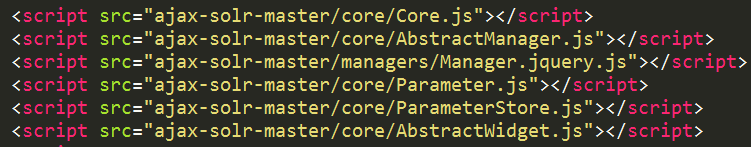 <script src="ajax-solr-master/core/Core.js"></script>
<script src="ajax-solr-master/core/AbstractManager.js"></script>
<script src="ajax-solr-master/managers/Manager.jquery.js"></script>
<script src="ajax-solr-master/core/Parameter.js"></script>
<script src="ajax-solr-master/core/ParameterStore.js"></script>
<script src="ajax-solr-master/core/AbstractWidget.js"></script>